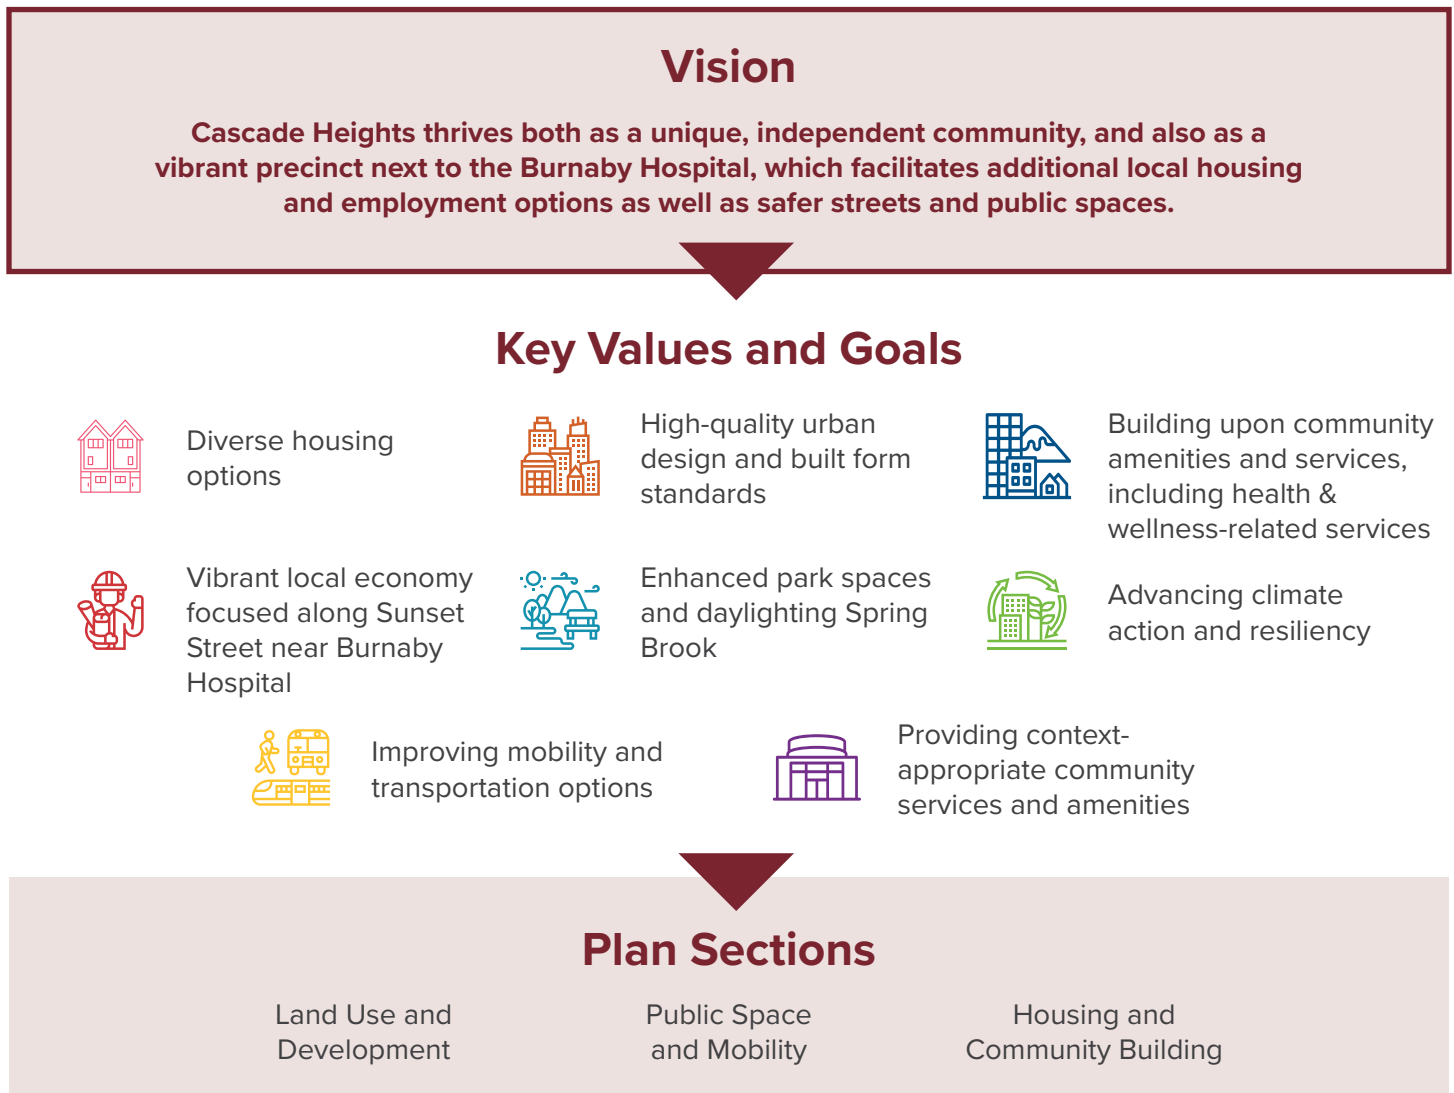 Vision
Cascade Heights thrives both as a unique, independent community, and also as a
vibrant precinct next to the Burnaby Hospital, which facilitates additional local housing
and employment options as well as safer streets and public spaces.
Key Values and Goals
Diverse housing
options
High-quality urban
design and built form
standards
Building upon community
amenities and services,
including health &
wellness-related services
Vibrant local economy
focused along Sunset
Street near Burnaby
Hospital
Enhanced park spaces
and daylighting Spring
Brook
Advancing climate
action and resiliency
Improving mobility and
transportation options
Providing context-
appropriate community
services and amenities
Plan Sections
Land Use and
Development
Public Space
and Mobility
Housing and
Community Building